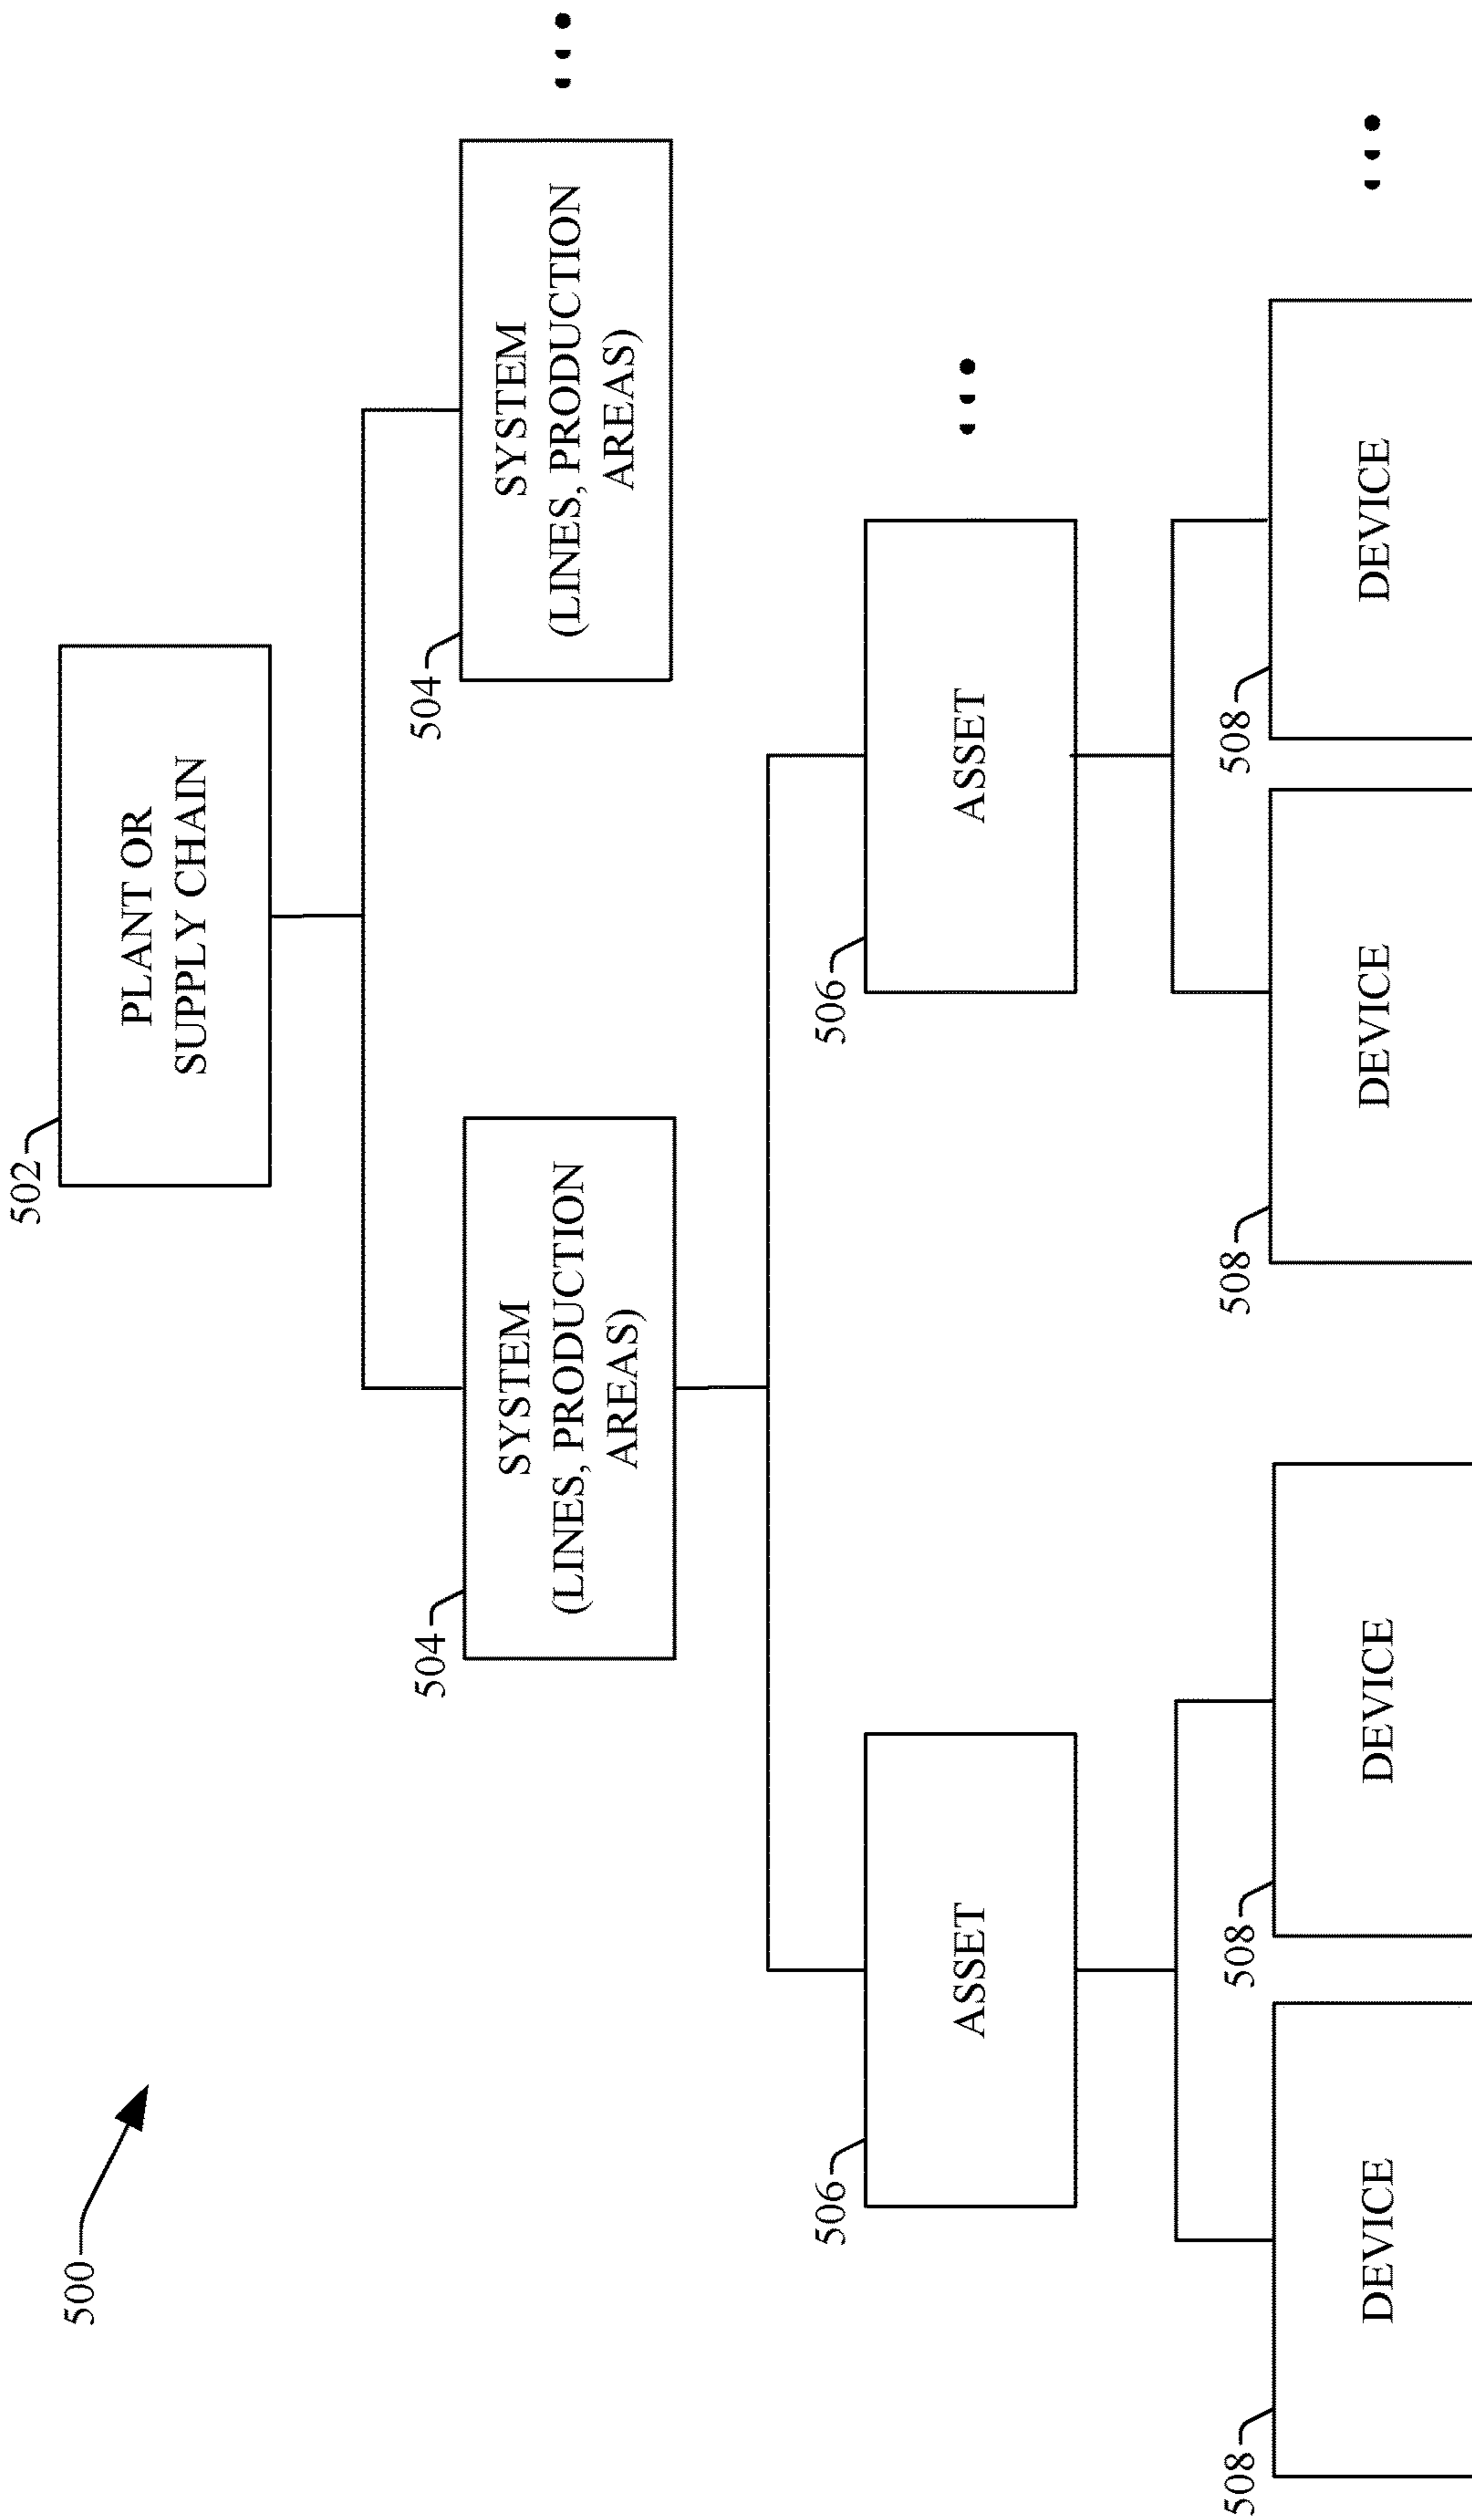 500
502
PLANT OR
SUPPLY CHAIN
504
SYSTEM
(LINES, PRODUCTION
AREAS)
504
SYSTEM
(LINES, PRODUCTION
AREAS)
506
ASSET
506
ASSET
508
DEVICE
508
DEVICE
508
DEVICE
508
DEVICE